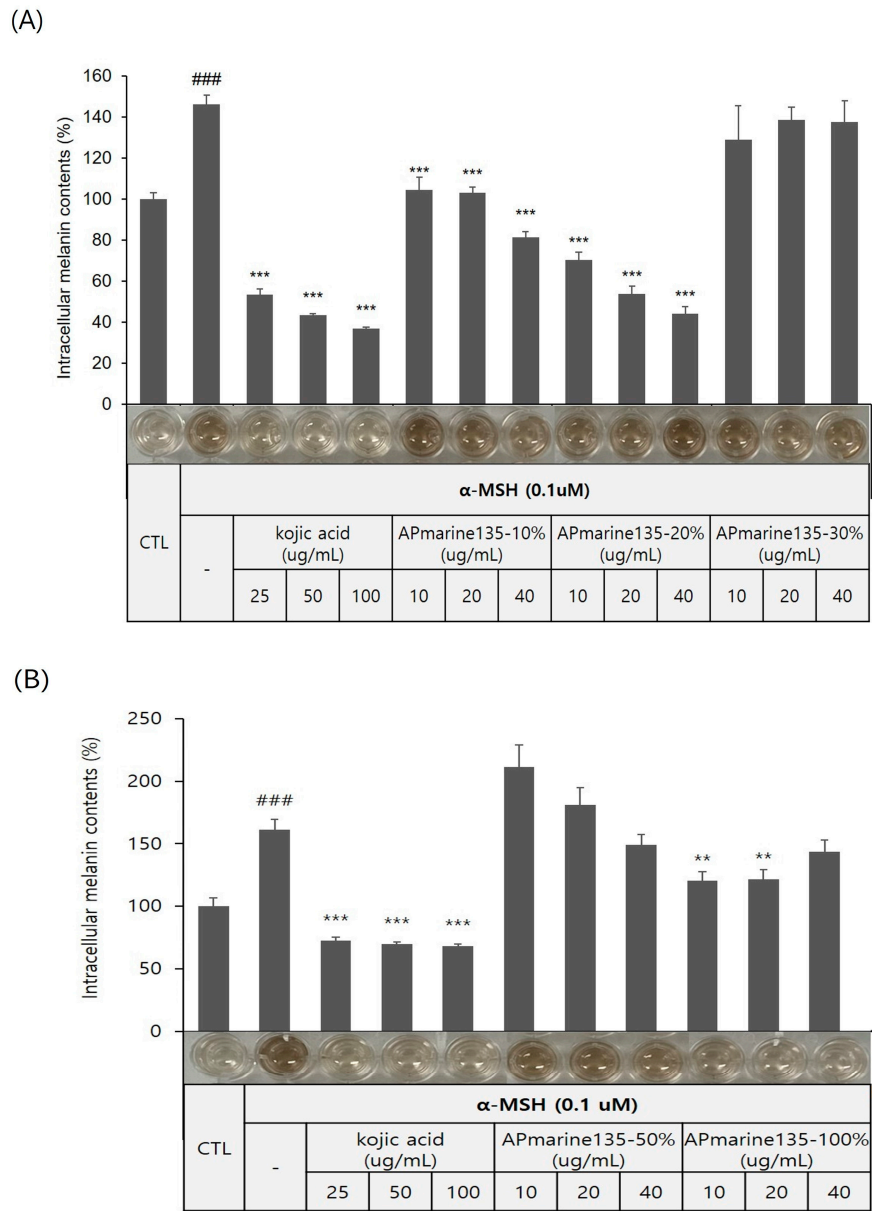 (A)
Intracellular melanin contents (%)
160
140
120
100
80
60
40
20
0
###
***
***
***
***
***
***
***
***
***
CTL
α-MSH (0.1uM)
-
kojic acid
(ug/mL)
APmarine135-10%
(ug/mL)
APmarine135-20%
(ug/mL)
APmarine135-30%
(ug/mL)
25 50 100 10 20 40 10 20 40 10 20 40
(B)
Intracellular melanin contents (%)
250
200
150
100
50
0
###
***
***
***
**
**
CTL
α-MSH (0.1 uM)
-
kojic acid
(ug/mL)
APmarine135-50%
(ug/mL)
APmarine135-100%
(ug/mL)
25 50 100 10 20 40 10 20 40